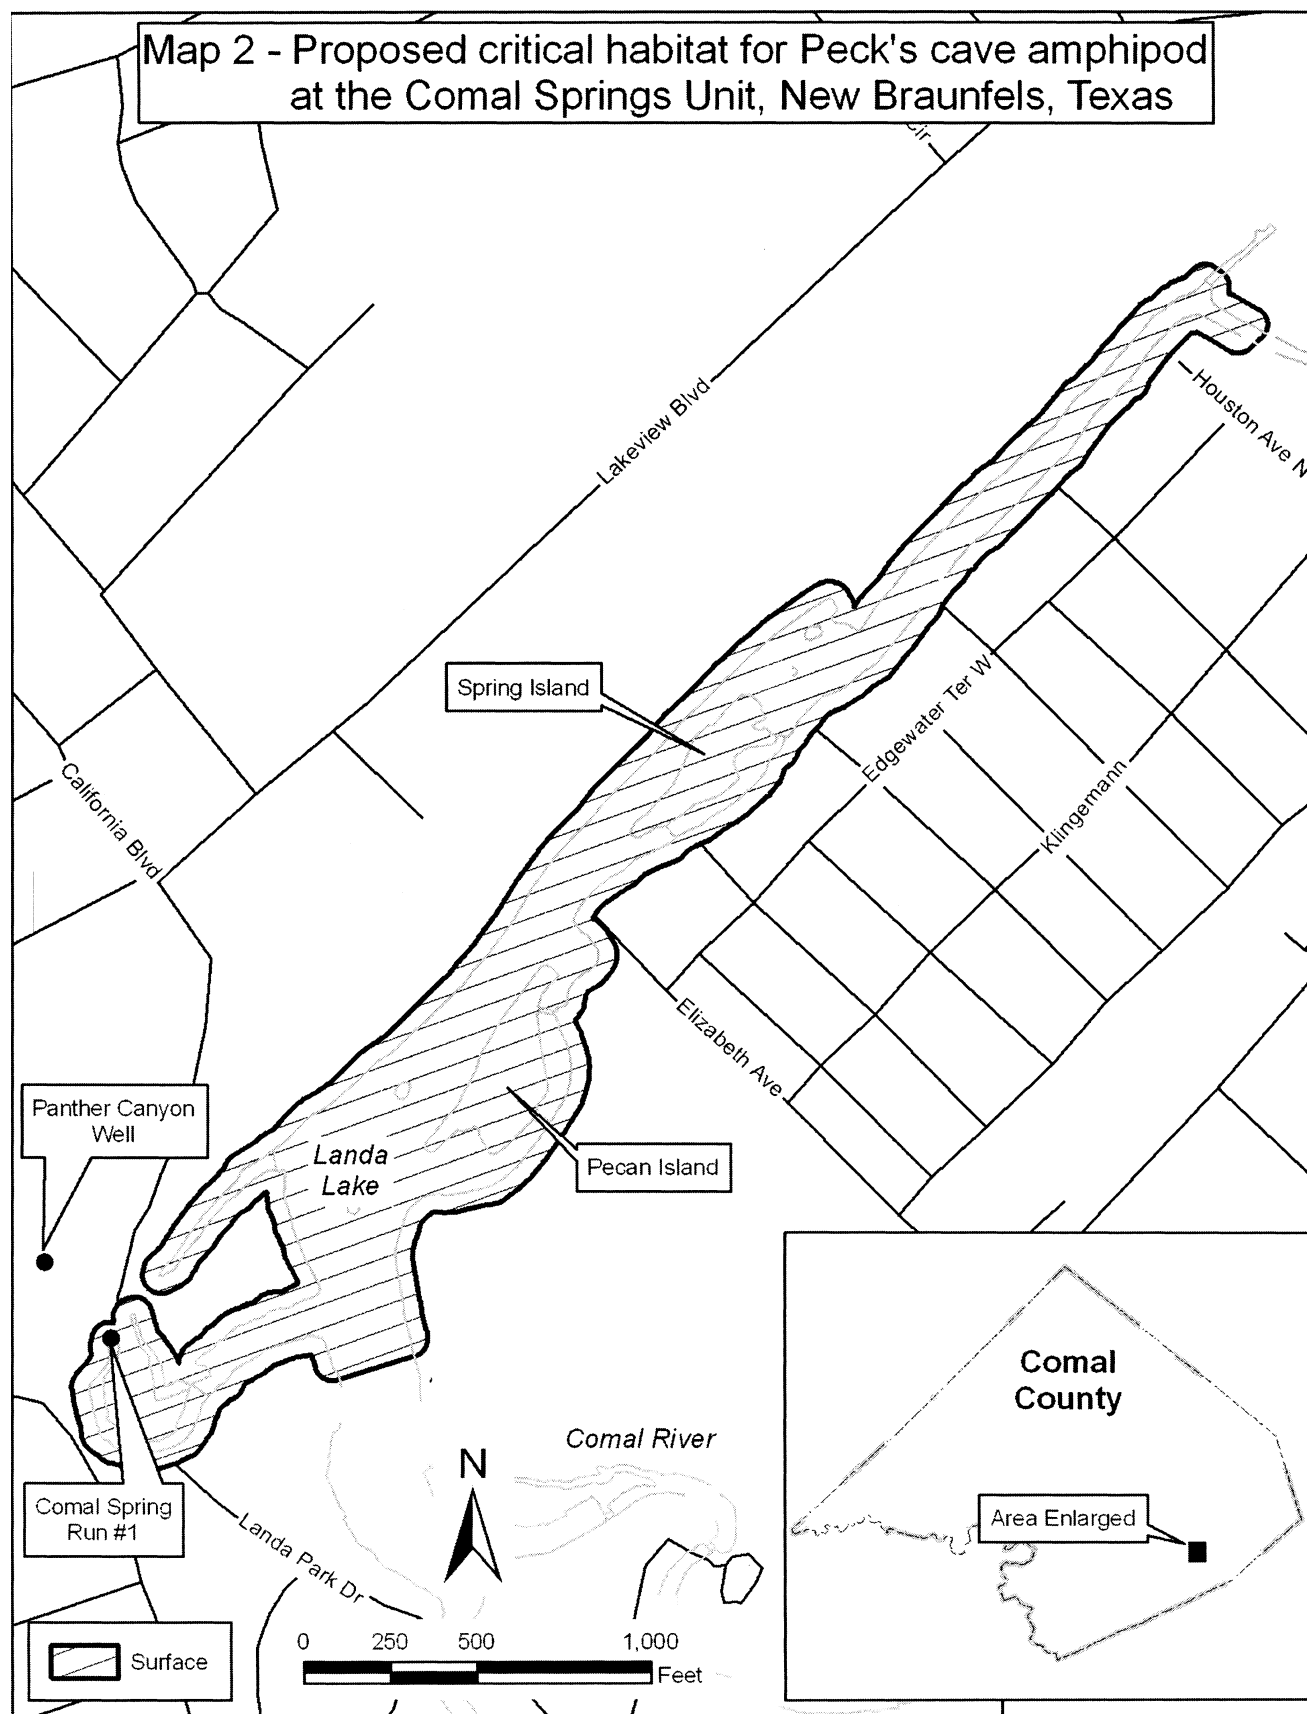 Map 2 - Proposed critical habitat for Peck's cave amphipod
at the Comal Springs Unit, New Braunfels, Texas
Cir
Lakeview Blvd
Houston Ave N
Spring Island
Edgewater Ter W
California Blvd
Klingemann
Elizabeth Ave
Panther Canyon
Well
Landa
Lake
Pecan Island
Comal
County
Comal River
N
Comal Spring
Run #1
Area Enlarged
Landa Park Dr
Surface
0 250 500 1,000
Feet